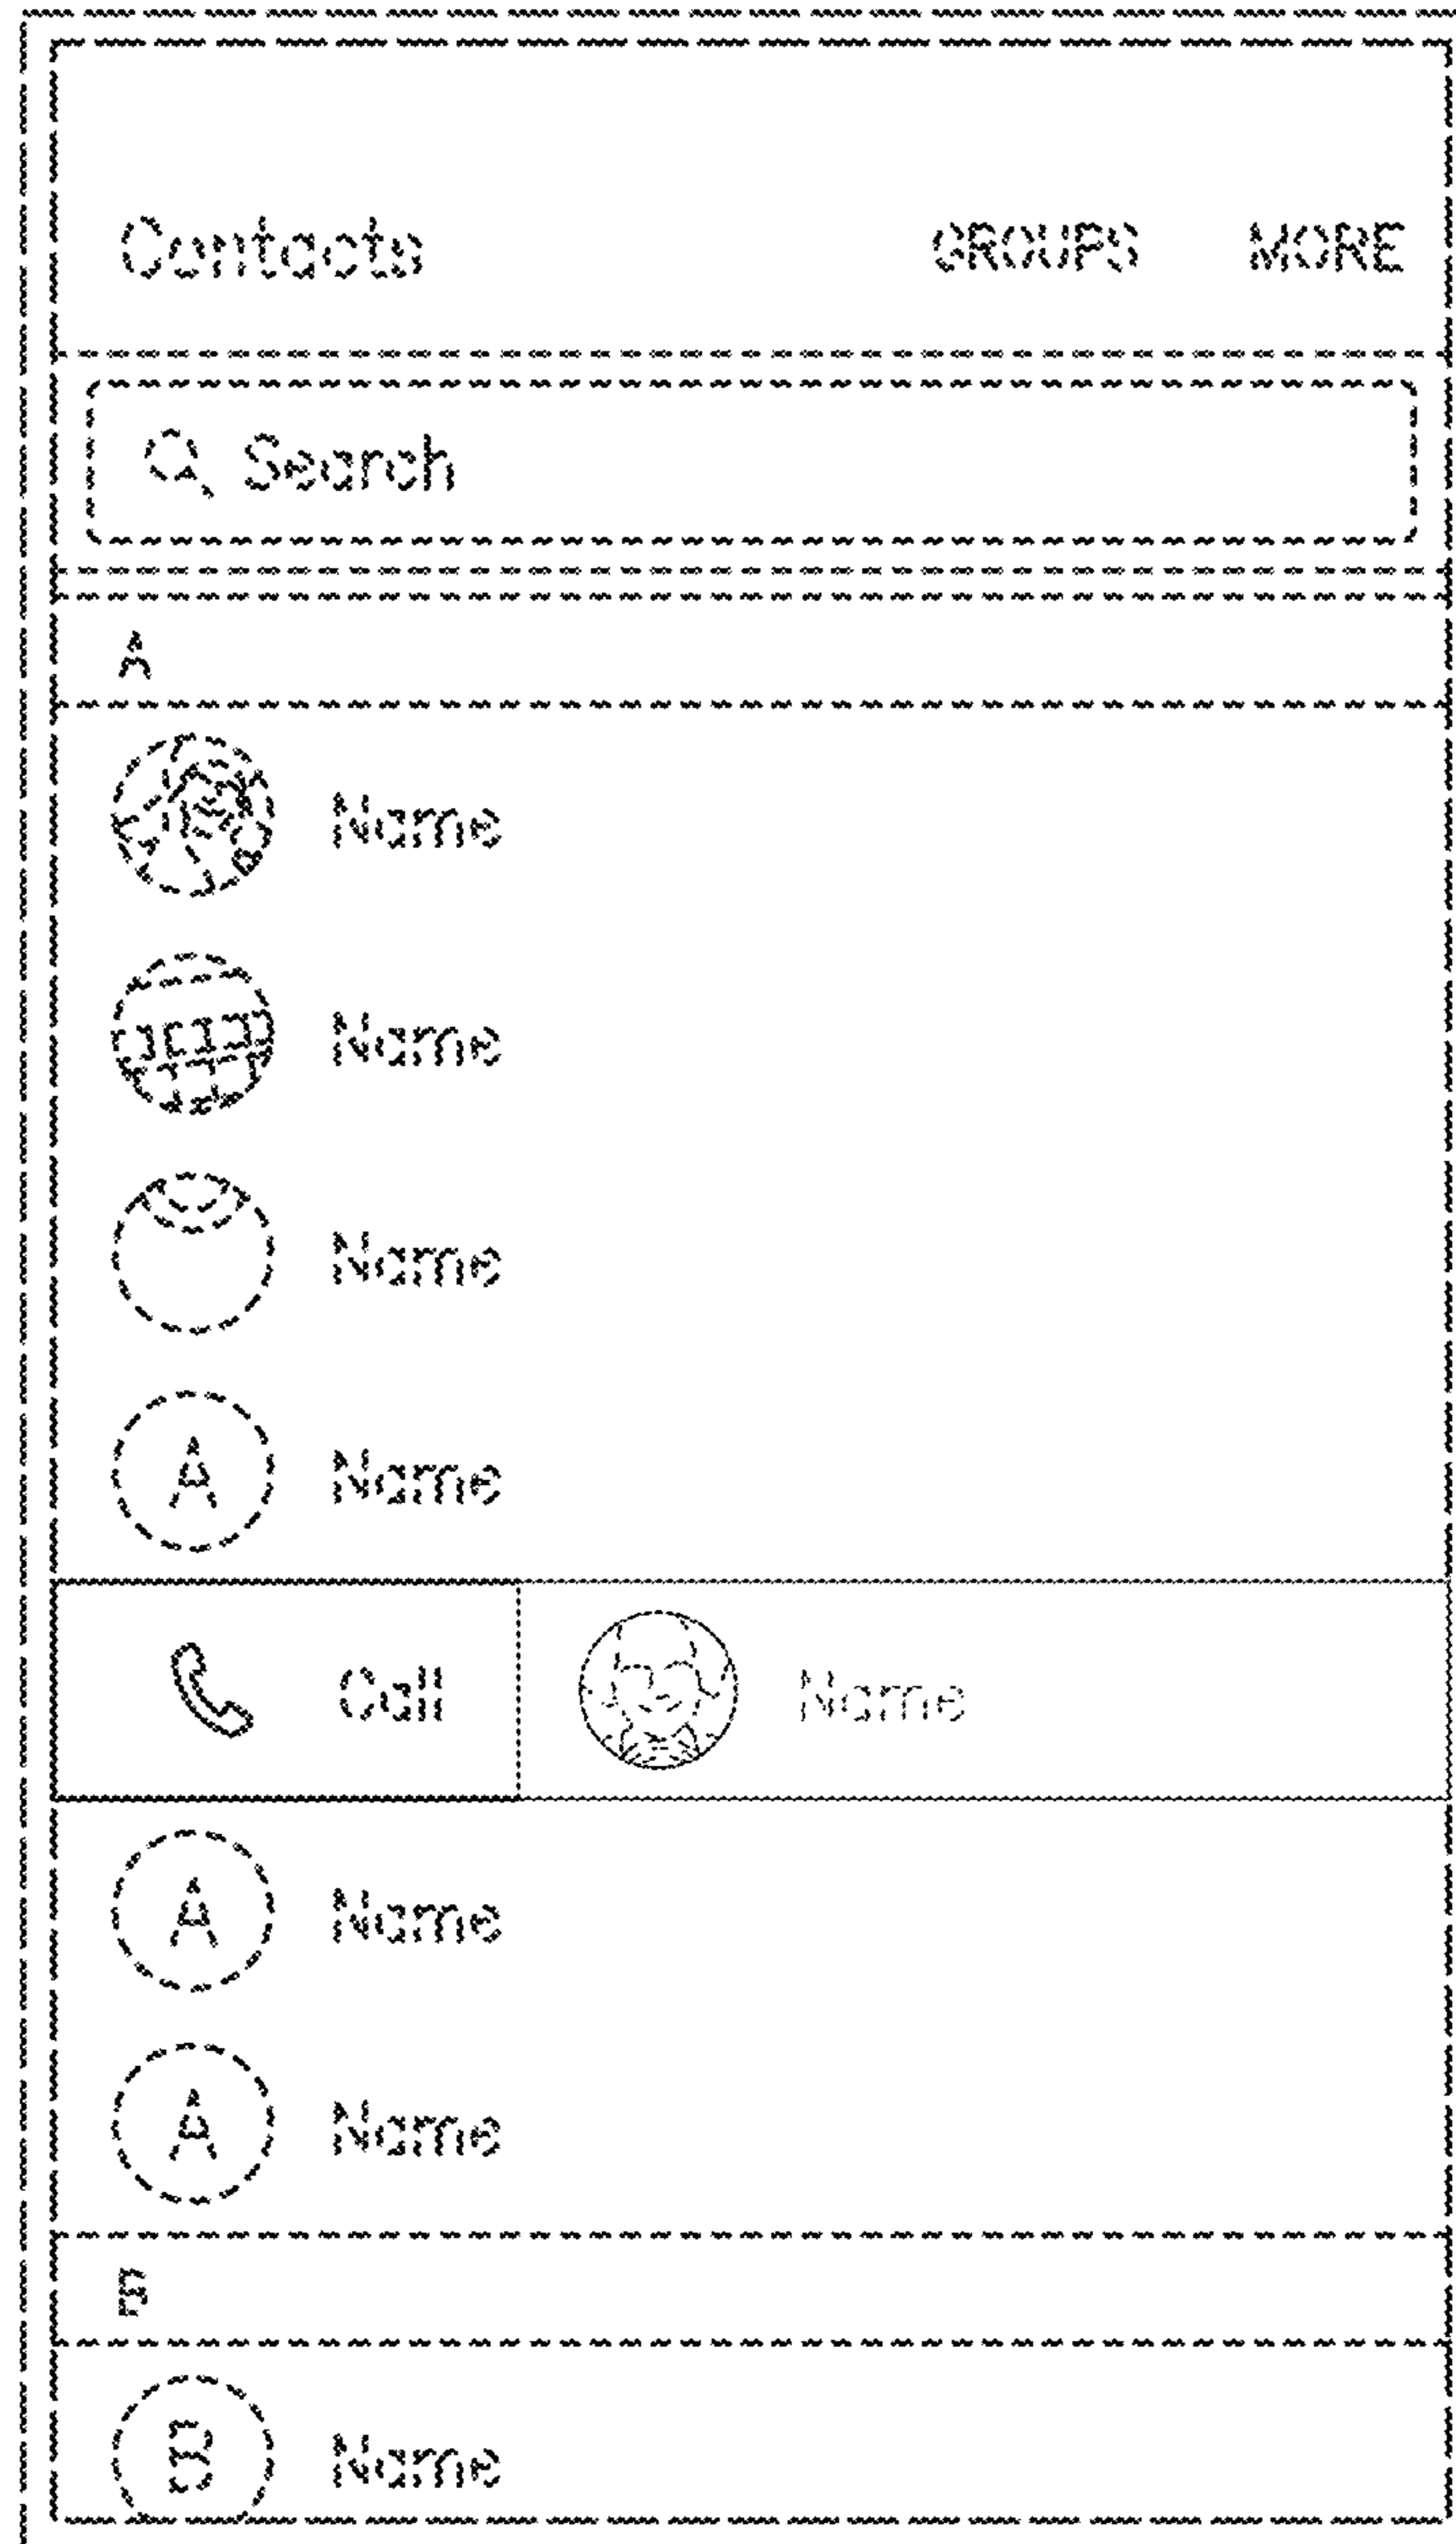 Contacts GROUPS MORE
Search
A
Name
Name
Name
A Name
Call Name
A Name
A Name
B
B Name